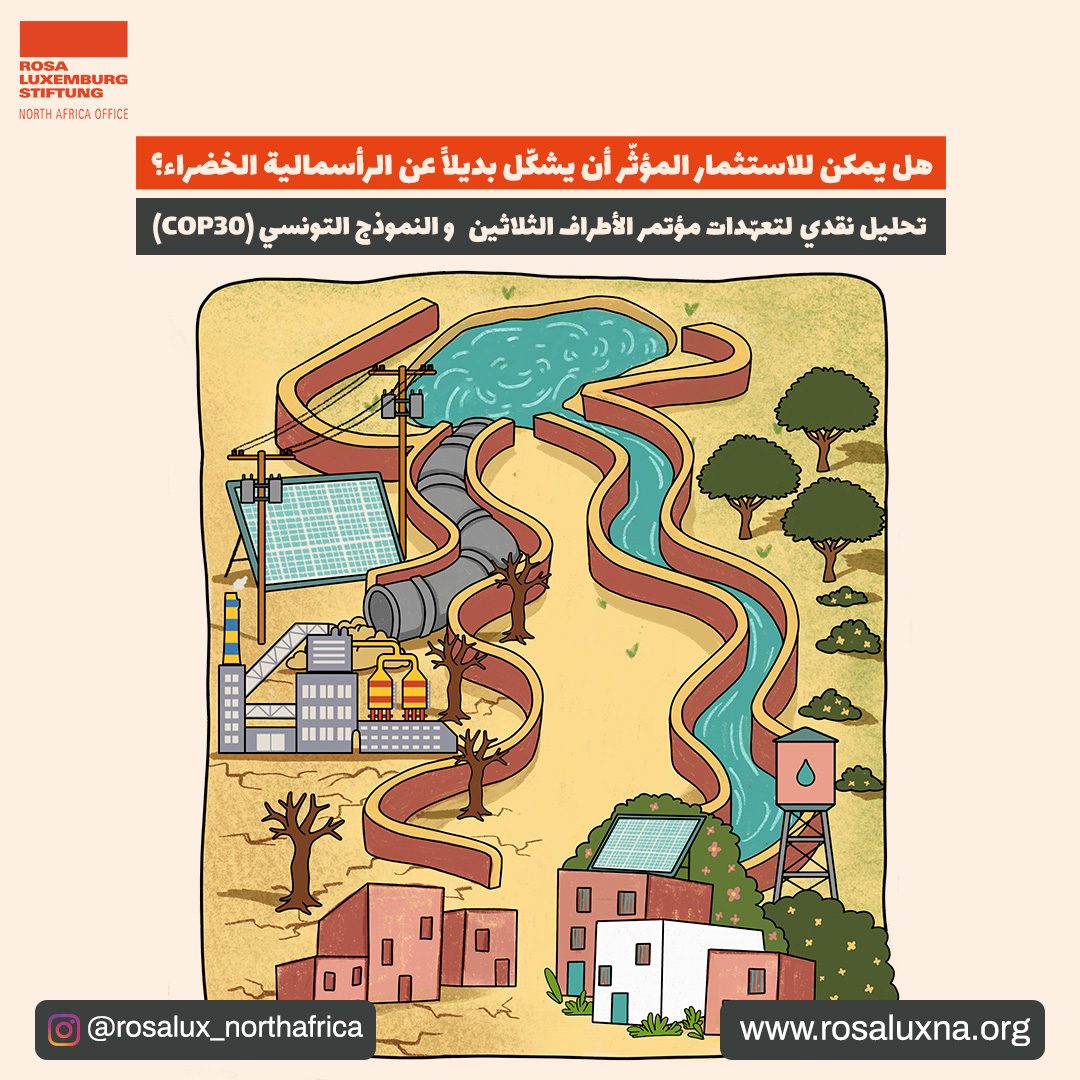 ROSA
LUXEMBURG
STIFTUNG
NORTH AFRICA OFFICE
هل يمكن للاستثمار المؤثّر أن يشكّل بديلاً عن الرأسمالية الخضراء؟
تحليل نقدي لتعهّدات مؤتمر الأطراف الثلاثين و النموذج التونسي (COP30)
@rosalux_northafrica
www.rosaluxna.org